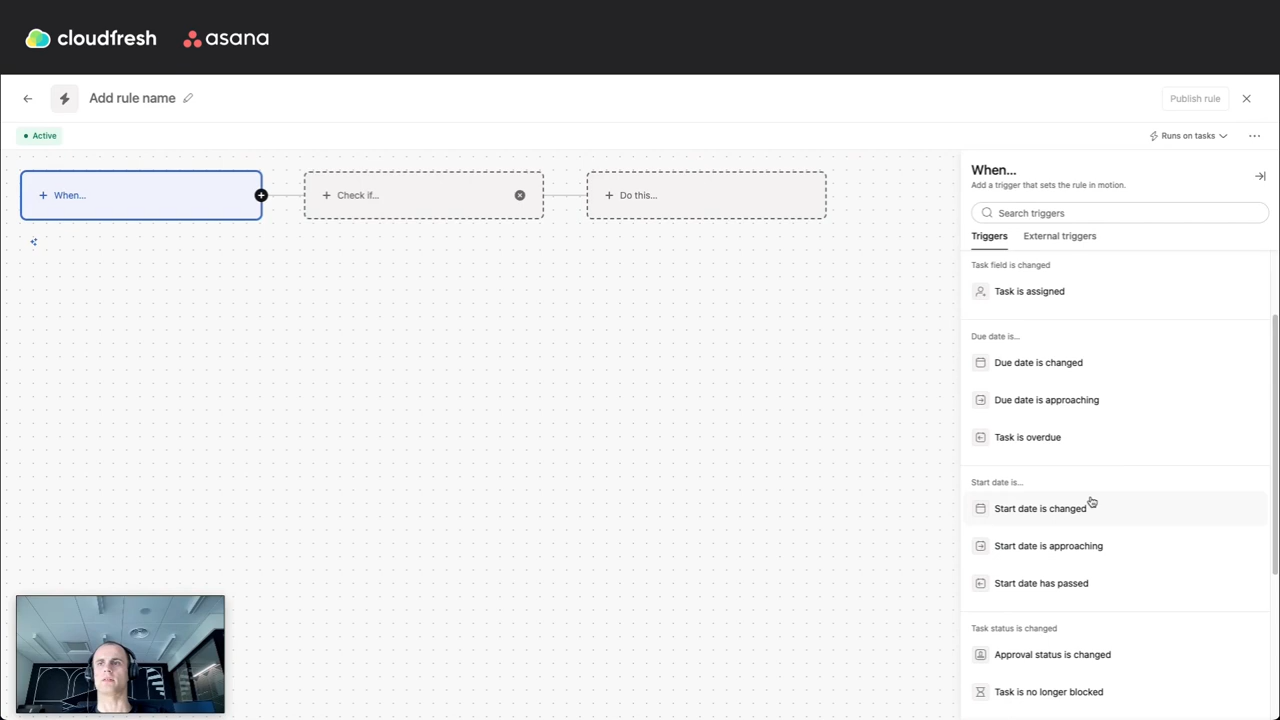 cloudfresh asana
Add rule name
Publish rule
Active
Runs on tasks
+ When...
+ Check if...
+ Do this...
When...
Add a trigger that sets the rule in motion.
Search triggers
Triggers External triggers
Task field is changed
Task is assigned
Due date is...
Due date is changed
Due date is approaching
Task is overdue
Start date is...
Start date is changed
Start date is approaching
Start date has passed
Task status is changed
Approval status is changed
Task is no longer blocked